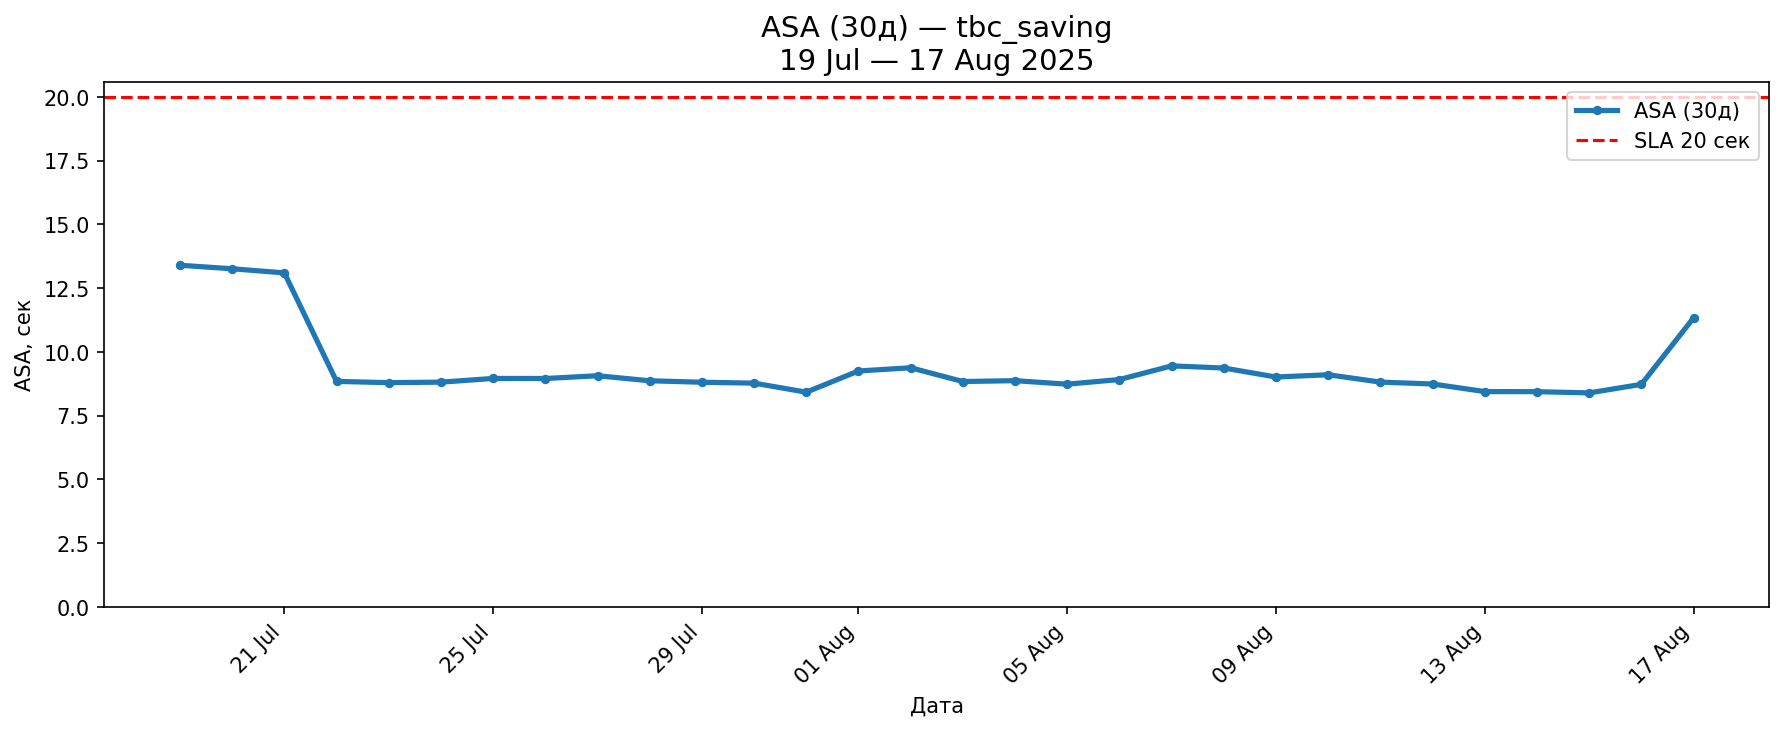 ASA (30д) — tbc_saving
19 Jul — 17 Aug 2025
ASA (30д)
SLA 20 сек
ASA, сек
20.0
17.5
15.0
12.5
10.0
7.5
5.0
2.5
0.0
21 Jul
25 Jul
29 Jul
01 Aug
05 Aug
09 Aug
13 Aug
17 Aug
Дата